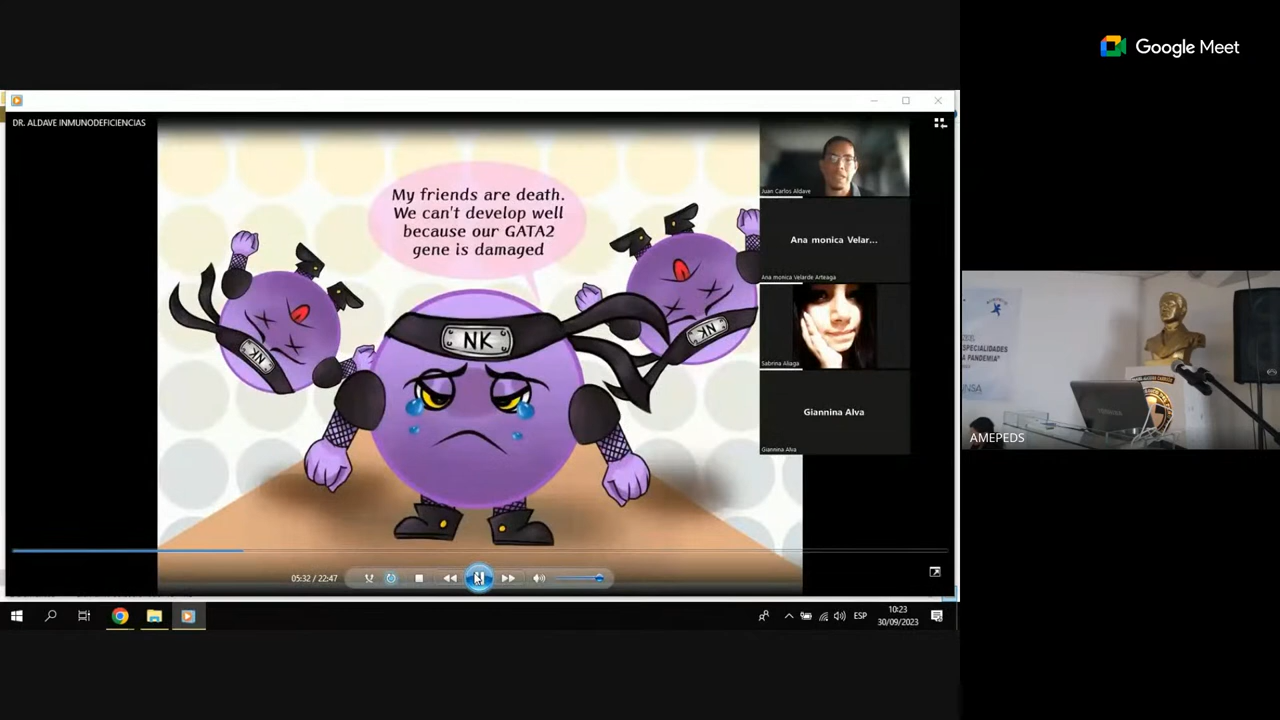 Google Meet
DR. ALDAVE INMUNODEFICIENCIAS
My friends are death.
We can't develop well
because our GATA2
gene is damaged
NK
NK
NK
Juan Carlos Aldave
Ana monica Velar...
Ana monica Velarde Arteaga
Sabrina Aliaga
Giannina Alva
Giannina Alva
ESPECIALIDADES
PANDEMIA"
AMEPEDS
05:32 / 22:47
ESP
10:23
30/09/2023